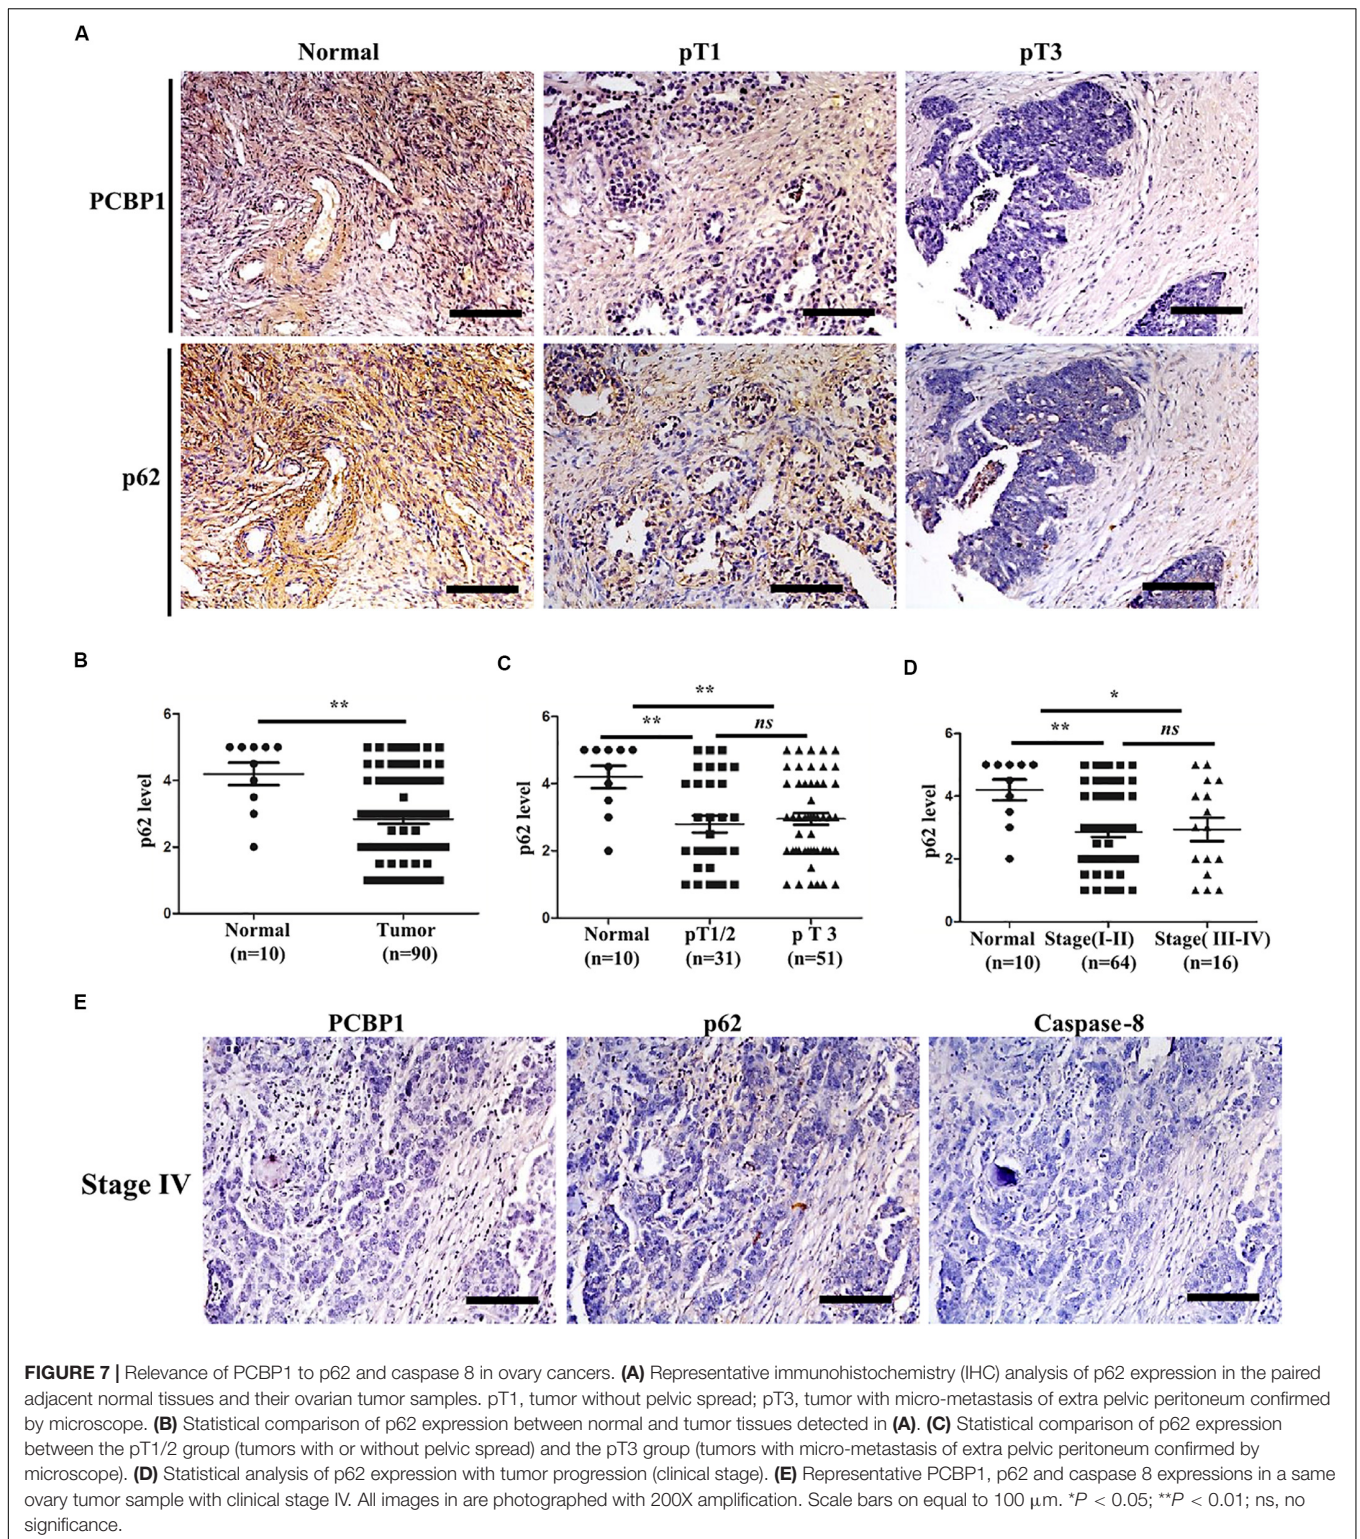 A
Normal
pT1
pT3
PCBP1
p62
B
**
6
4
2
0
p62 level
Normal
(n=10)
Tumor
(n=90)
C
**
**
ns
6
4
2
0
p62 level
Normal
(n=10)
pT1/2
(n=31)
p T 3
(n=51)
D
*
**
ns
6
4
2
0
p62 level
Normal
(n=10)
Stage(I-II)
(n=64)
Stage( III-IV)
(n=16)
E
PCBP1
p62
Caspase-8
Stage IV
FIGURE 7 | Relevance of PCBP1 to p62 and caspase 8 in ovary cancers. (A) Representative immunohistochemistry (IHC) analysis of p62 expression in the paired
adjacent normal tissues and their ovarian tumor samples. pT1, tumor without pelvic spread; pT3, tumor with micro-metastasis of extra pelvic peritoneum confirmed
by microscope. (B) Statistical comparison of p62 expression between normal and tumor tissues detected in (A). (C) Statistical comparison of p62 expression
between the pT1/2 group (tumors with or without pelvic spread) and the pT3 group (tumors with micro-metastasis of extra pelvic peritoneum confirmed by
microscope). (D) Statistical analysis of p62 expression with tumor progression (clinical stage). (E) Representative PCBP1, p62 and caspase 8 expressions in a same
ovary tumor sample with clinical stage IV. All images in are photographed with 200X amplification. Scale bars on equal to 100 μm. *P < 0.05; **P < 0.01; ns, no
significance.